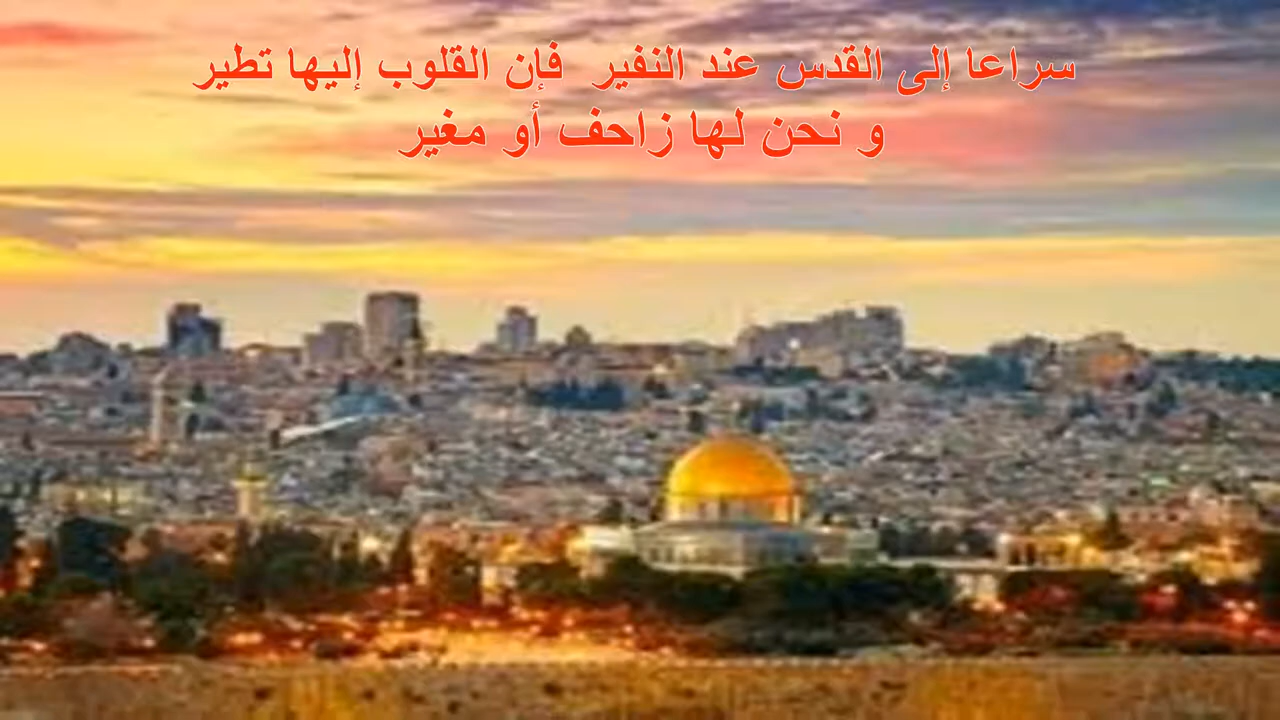 سراعا إلى القدس عند النفير  فإن القلوب إليها تطير
و نحن لها زاحف أو مغير